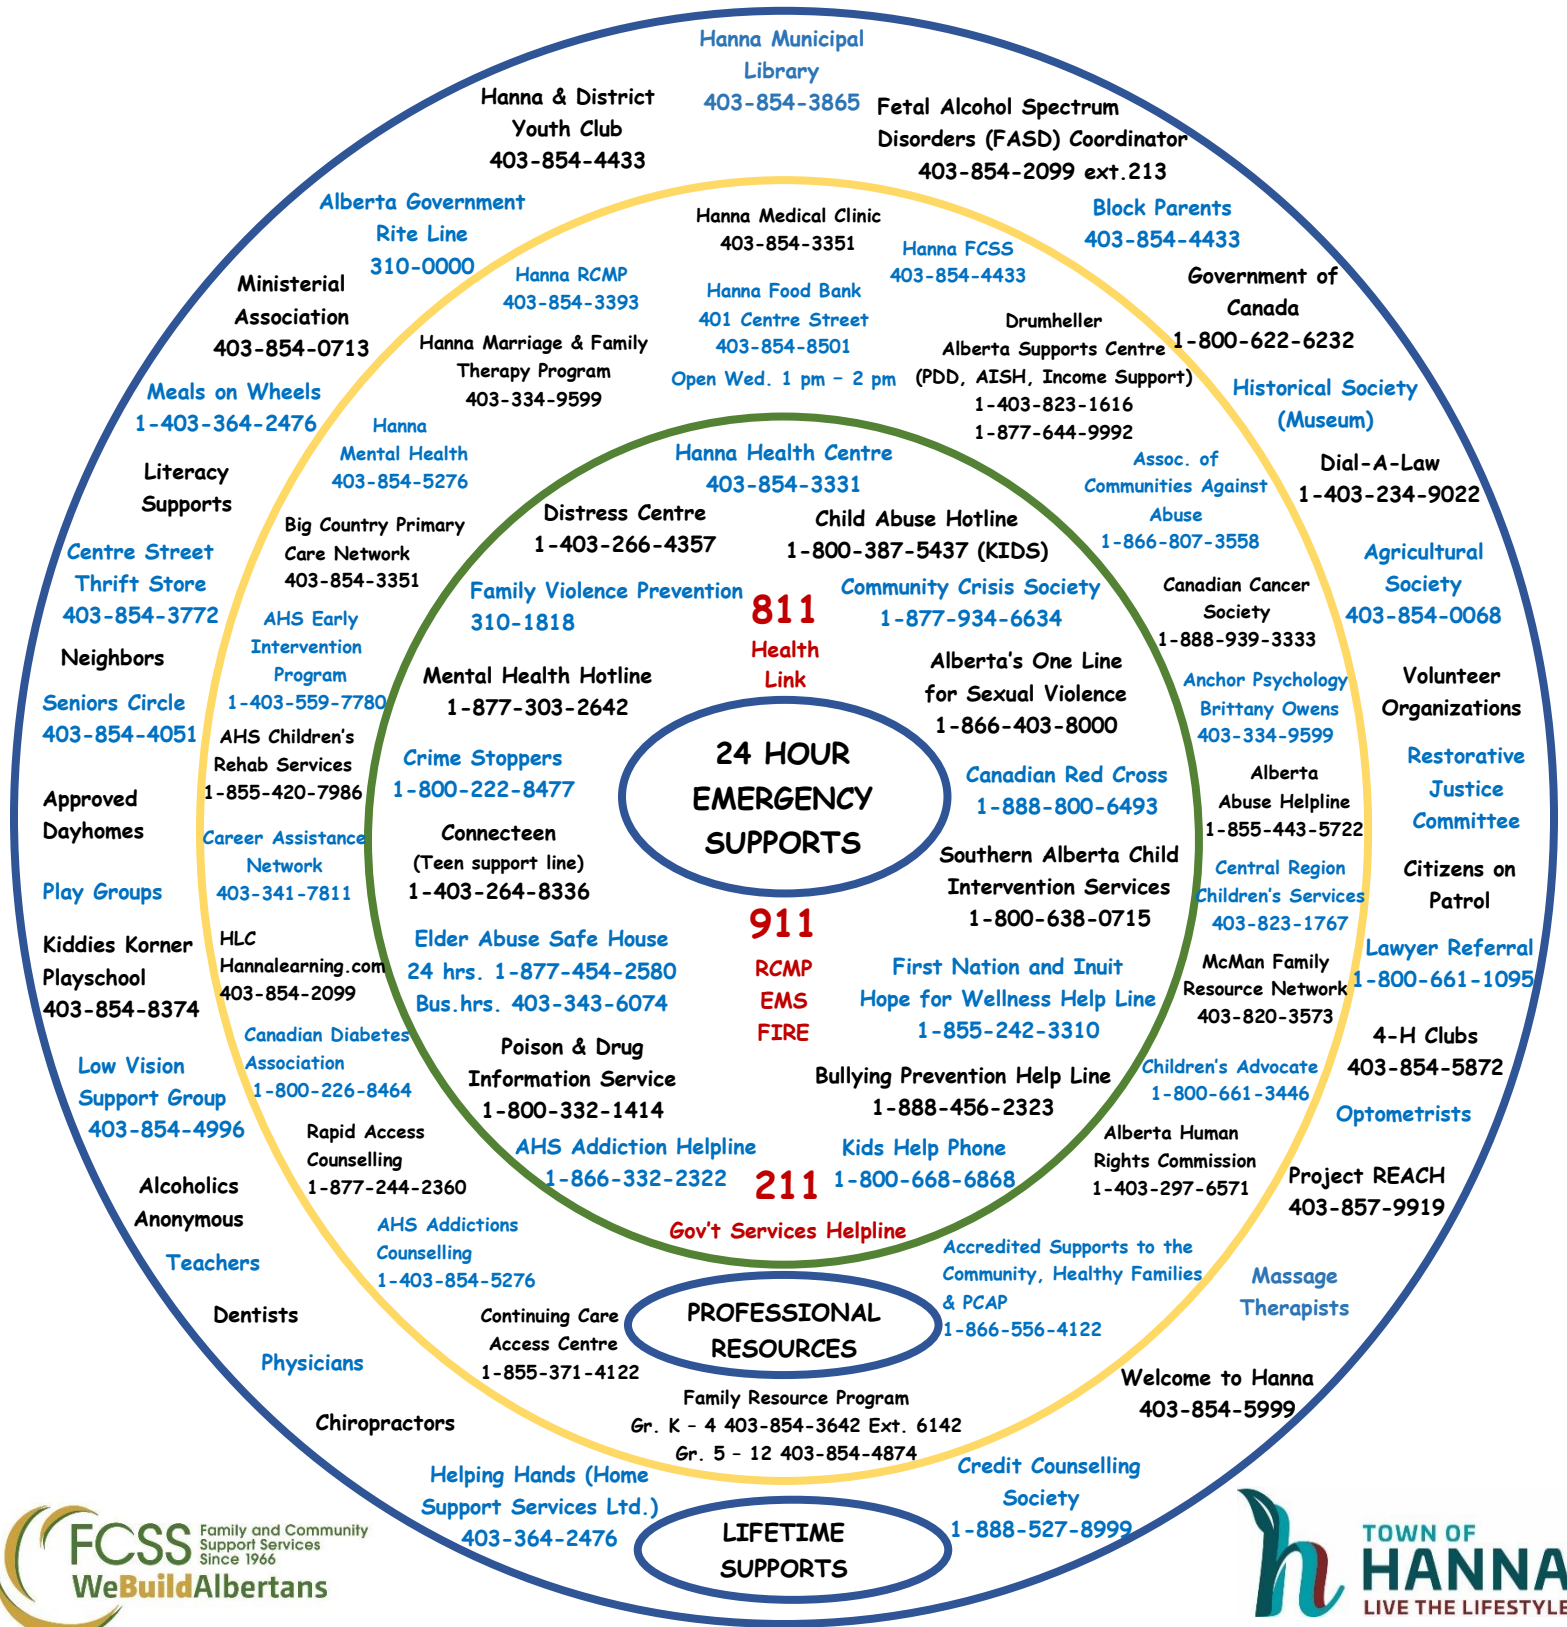 Hanna Municipal
Library
403-854-3865
Hanna & District
Youth Club
403-854-4433
Fetal Alcohol Spectrum
Disorders (FASD) Coordinator
403-854-2099 ext.213
Alberta Government
Rite Line
310-0000
Block Parents
403-854-4433
Ministerial
Association
403-854-0713
Government of
Canada
1-800-622-6232
Meals on Wheels
1-403-364-2476
Historical Society
(Museum)
Literacy
Supports
Dial-A-Law
1-403-234-9022
Centre Street
Thrift Store
403-854-3772
Agricultural
Society
403-854-0068
Neighbors
Volunteer
Organizations
Seniors Circle
403-854-4051
Restorative
Justice
Committee
Approved
Dayhomes
Citizens on
Patrol
Play Groups
Lawyer Referral
1-800-661-1095
Kiddies Korner
Playschool
403-854-8374
4-H Clubs
403-854-5872
Low Vision
Support Group
403-854-4996
Optometrists
Alcoholics
Anonymous
Project REACH
403-857-9919
Teachers
Massage
Therapists
Dentists
Physicians
Welcome to Hanna
403-854-5999
Chiropractors
Helping Hands (Home
Support Services Ltd.)
403-364-2476
Credit Counselling
Society
1-888-527-8999
LIFETIME
SUPPORTS
Hanna Medical Clinic
403-854-3351
Hanna FCSS
403-854-4433
Hanna RCMP
403-854-3393
Hanna Food Bank
401 Centre Street
403-854-8501
Open Wed. 1 pm – 2 pm
Hanna Marriage & Family
Therapy Program
403-334-9599
Drumheller
Alberta Supports Centre
(PDD, AISH, Income Support)
1-403-823-1616
1-877-644-9992
Hanna
Mental Health
403-854-5276
Assoc. of
Communities Against
Abuse
1-866-807-3558
Big Country Primary
Care Network
403-854-3351
Canadian Cancer
Society
1-888-939-3333
AHS Early
Intervention
Program
1-403-559-7780
Anchor Psychology
Brittany Owens
403-334-9599
AHS Children's
Rehab Services
1-855-420-7986
Alberta
Abuse Helpline
1-855-443-5722
Career Assistance
Network
403-341-7811
Central Region
Children's Services
403-823-1767
HLC
Hannalearning.com
403-854-2099
McMan Family
Resource Network
403-820-3573
Canadian Diabetes
Association
1-800-226-8464
Children's Advocate
1-800-661-3446
Rapid Access
Counselling
1-877-244-2360
Alberta Human
Rights Commission
1-403-297-6571
AHS Addictions
Counselling
1-403-854-5276
Accredited Supports to the
Community, Healthy Families
& PCAP
1-866-556-4122
Continuing Care
Access Centre
1-855-371-4122
PROFESSIONAL
RESOURCES
Family Resource Program
Gr. K – 4 403-854-3642 Ext. 6142
Gr. 5 – 12 403-854-4874
Hanna Health Centre
403-854-3331
Distress Centre
1-403-266-4357
Child Abuse Hotline
1-800-387-5437 (KIDS)
Family Violence Prevention
310-1818
811
Health
Link
Community Crisis Society
1-877-934-6634
Mental Health Hotline
1-877-303-2642
Alberta's One Line
for Sexual Violence
1-866-403-8000
24 HOUR
EMERGENCY
SUPPORTS
Crime Stoppers
1-800-222-8477
Canadian Red Cross
1-888-800-6493
Connecteen
(Teen support line)
1-403-264-8336
Southern Alberta Child
Intervention Services
1-800-638-0715
911
RCMP
EMS
FIRE
Elder Abuse Safe House
24 hrs. 1-877-454-2580
Bus.hrs. 403-343-6074
First Nation and Inuit
Hope for Wellness Help Line
1-855-242-3310
Poison & Drug
Information Service
1-800-332-1414
Bullying Prevention Help Line
1-888-456-2323
AHS Addiction Helpline
1-866-332-2322
Kids Help Phone
1-800-668-6868
211
Gov't Services Helpline
FCSS
Family and Community
Support Services
Since 1966
WeBuildAlbertans
TOWN OF
HANNA
LIVE THE LIFESTYLE